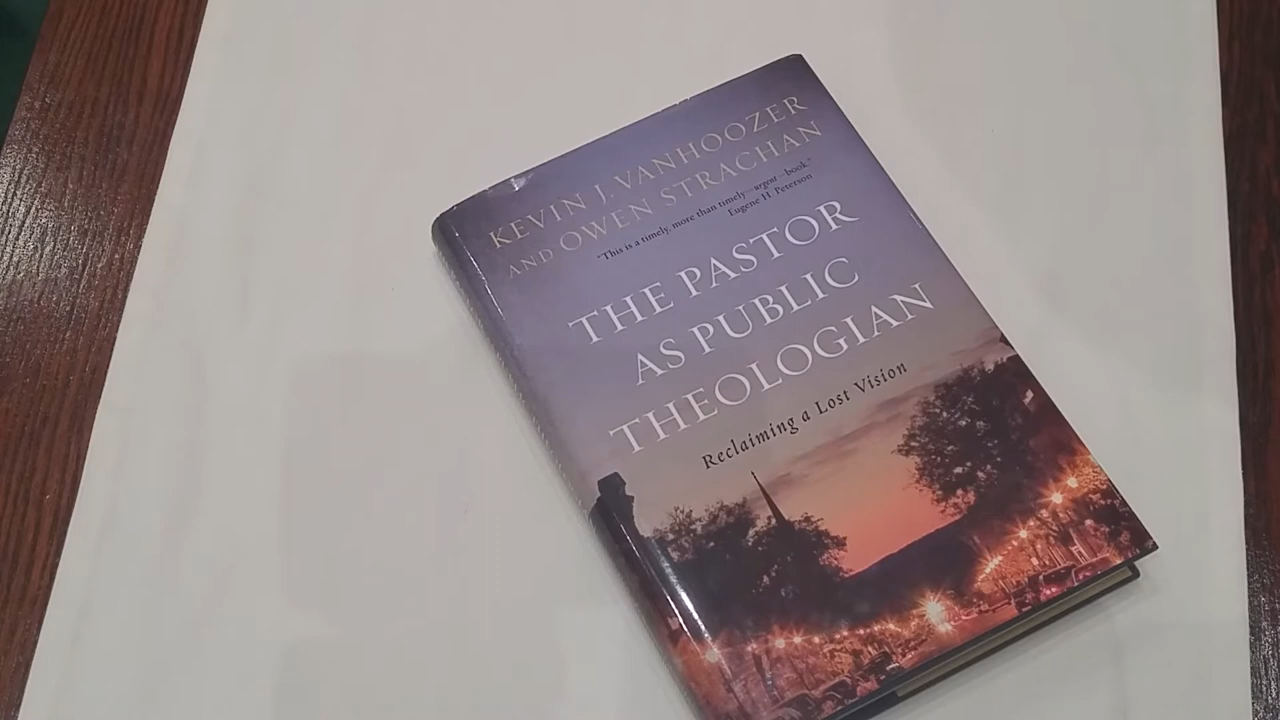 KEVIN J. VANHOOZER
AND OWEN STRACHAN
"This is a timely, more than timely—urgent—book."
Eugene H. Peterson
THE PASTOR
AS PUBLIC
THEOLOGIAN
Reclaiming a Lost Vision